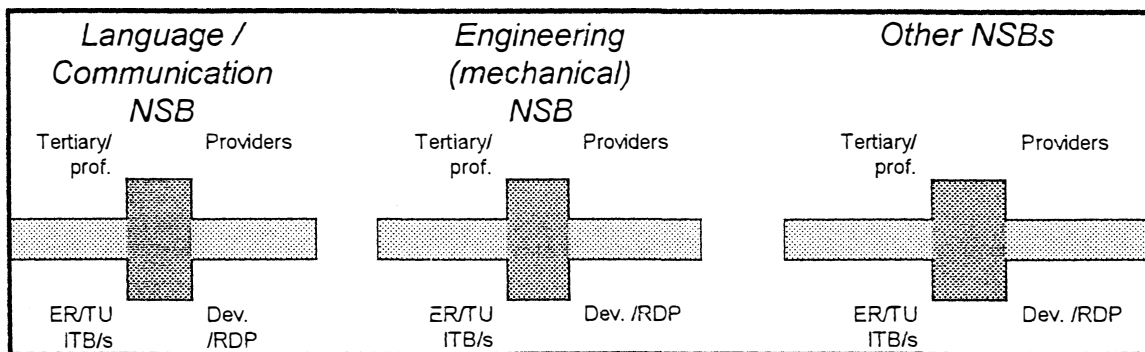 Language /
Communication
NSB
Tertiary/
prof.
Providers
ER/TU
ITB/s
Dev.
/RDP
Engineering
(mechanical)
NSB
Tertiary/
prof.
Providers
ER/TU
ITB/s
Dev. /RDP
Other NSBs
Tertiary/
prof.
Providers
ER/TU
ITB/s
Dev. /RDP